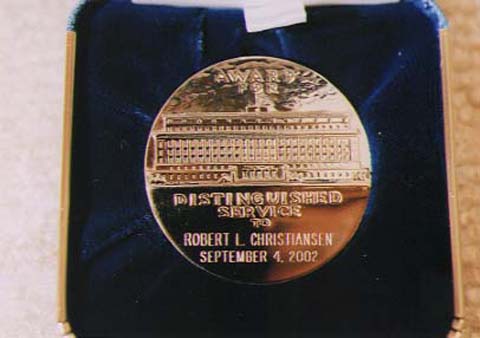 AWARD
FOR
DISTINGUISHED
SERVICE
TO
ROBERT L. CHRISTIANSEN
SEPTEMBER 4, 2002